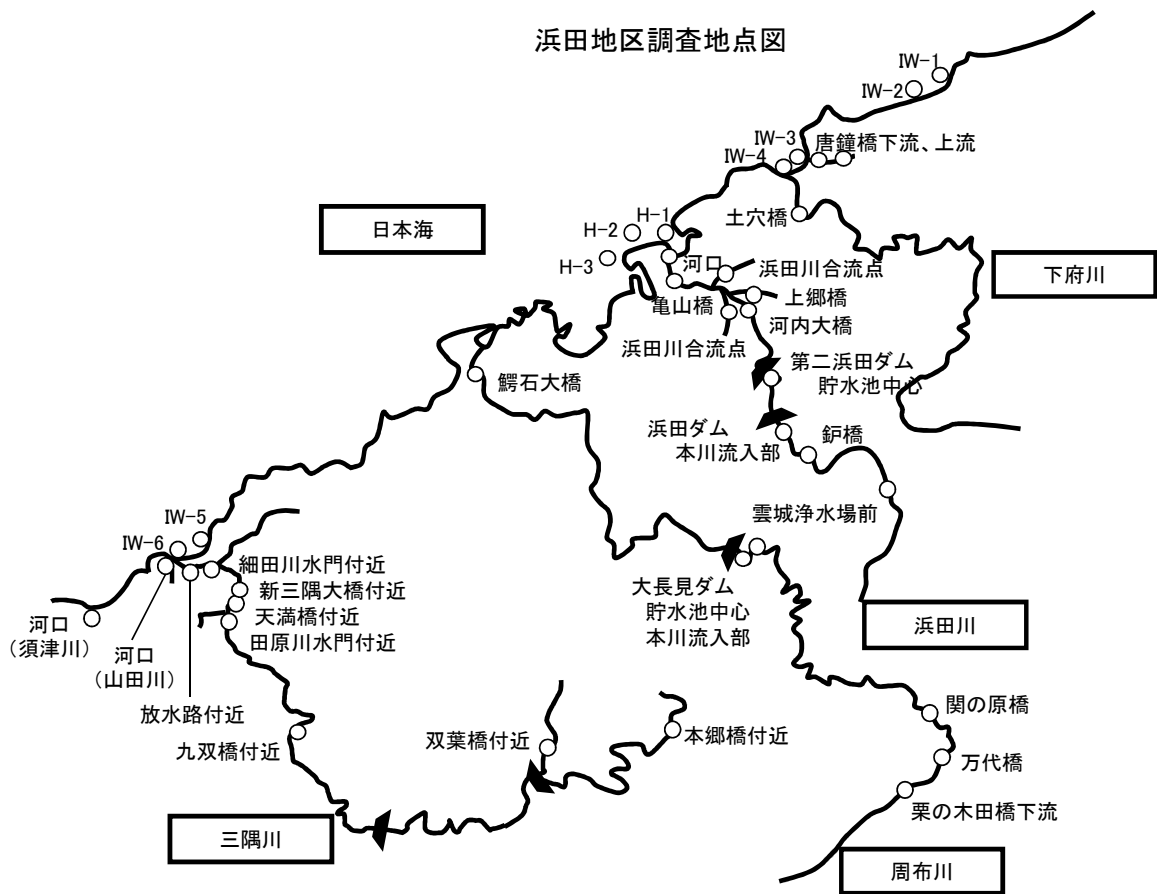 浜田地区調査地点図
IW-1
IW-2
IW-3
IW-4
唐鐘橋下流、上流
土穴橋
日本海
H-1
H-2
H-3
河口
浜田川合流点
下府川
亀山橋
上郷橋
河内大橋
浜田川合流点
第二浜田ダム
貯水池中心
鰐石大橋
浜田ダム
本川流入部
鈩橋
雲城浄水場前
IW-5
IW-6
細田川水門付近
新三隅大橋付近
天満橋付近
田原川水門付近
大長見ダム
貯水池中心
本川流入部
浜田川
河口
(須津川)
河口
(山田川)
放水路付近
関の原橋
九双橋付近
双葉橋付近
本郷橋付近
万代橋
栗の木田橋下流
三隅川
周布川